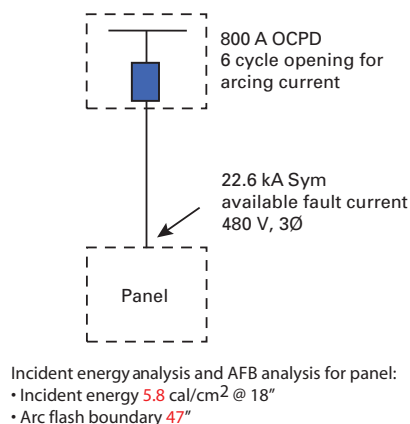 800 A OCPD
6 cycle opening for
arcing current
22.6 kA Sym
available fault current
480 V, 3Ø
Panel
Incident energy analysis and AFB analysis for panel:
• Incident energy 5.8 cal/cm2 @ 18”
• Arc flash boundary 47”